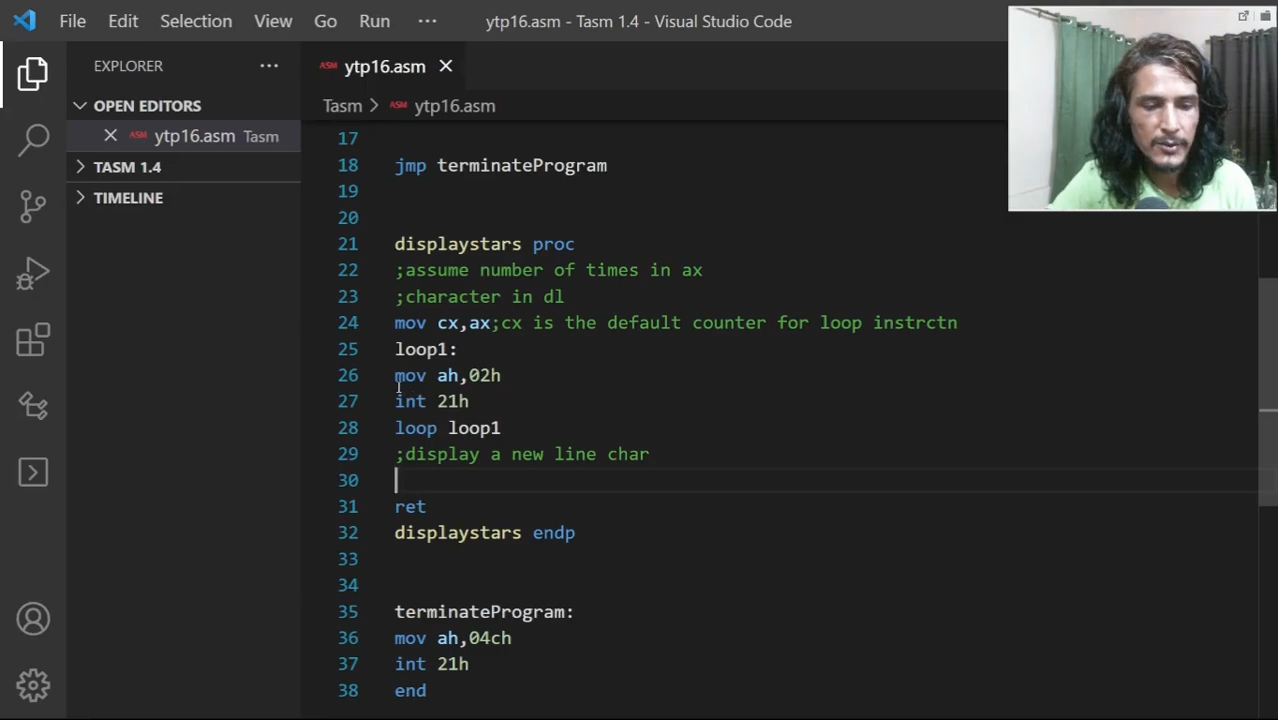 File Edit Selection View Go Run ··· ytp16.asm - Tasm 1.4 - Visual Studio Code
EXPLORER ···
OPEN EDITORS
ASM ytp16.asm Tasm
TASM 1.4
TIMELINE
ASM ytp16.asm
Tasm > ASM ytp16.asm
17
18 jmp terminateProgram
19
20
21 displaystars proc
22 ;assume number of times in ax
23 ;character in dl
24 mov cx,ax;cx is the default counter for loop instrctn
25 loop1:
26 mov ah,02h
27 int 21h
28 loop loop1
29 ;display a new line char
30
31 ret
32 displaystars endp
33
34
35 terminateProgram:
36 mov ah,04ch
37 int 21h
38 end